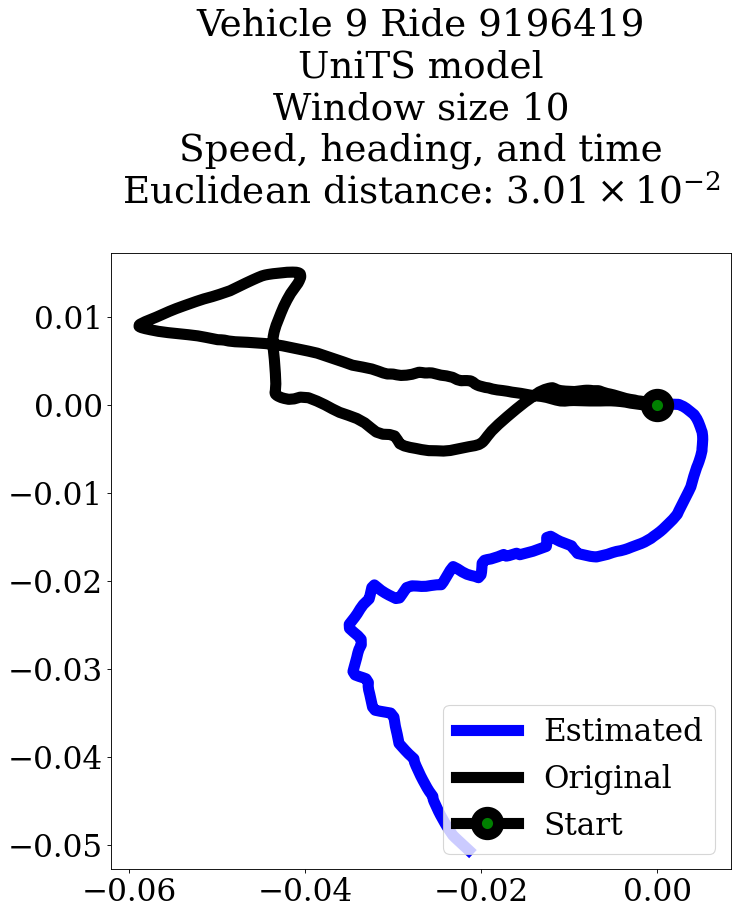 Vehicle 9 Ride 9196419
UniTS model
Window size 10
Speed, heading, and time
Euclidean distance: 3.01 × 10⁻²
0.01
0.00
−0.01
−0.02
−0.03
−0.04
−0.05
Estimated
Original
Start
−0.06
−0.04
−0.02
0.00